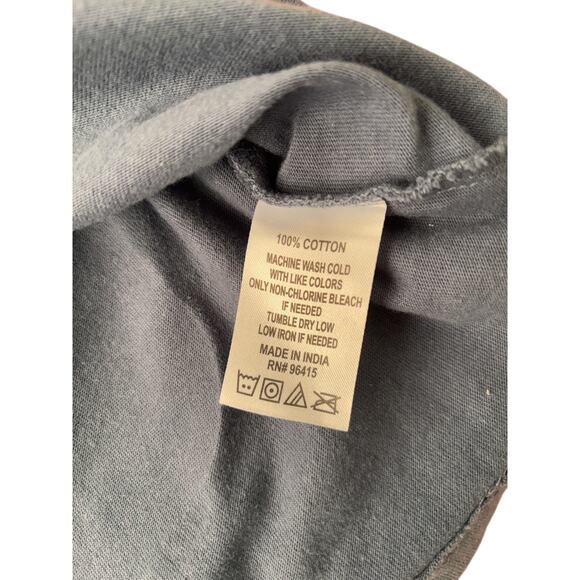 100% COTTON
MACHINE WASH COLD
WITH LIKE COLORS
ONLY NON-CHLORINE BLEACH
IF NEEDED
TUMBLE DRY LOW
LOW IRON IF NEEDED
MADE IN INDIA
RN# 96415